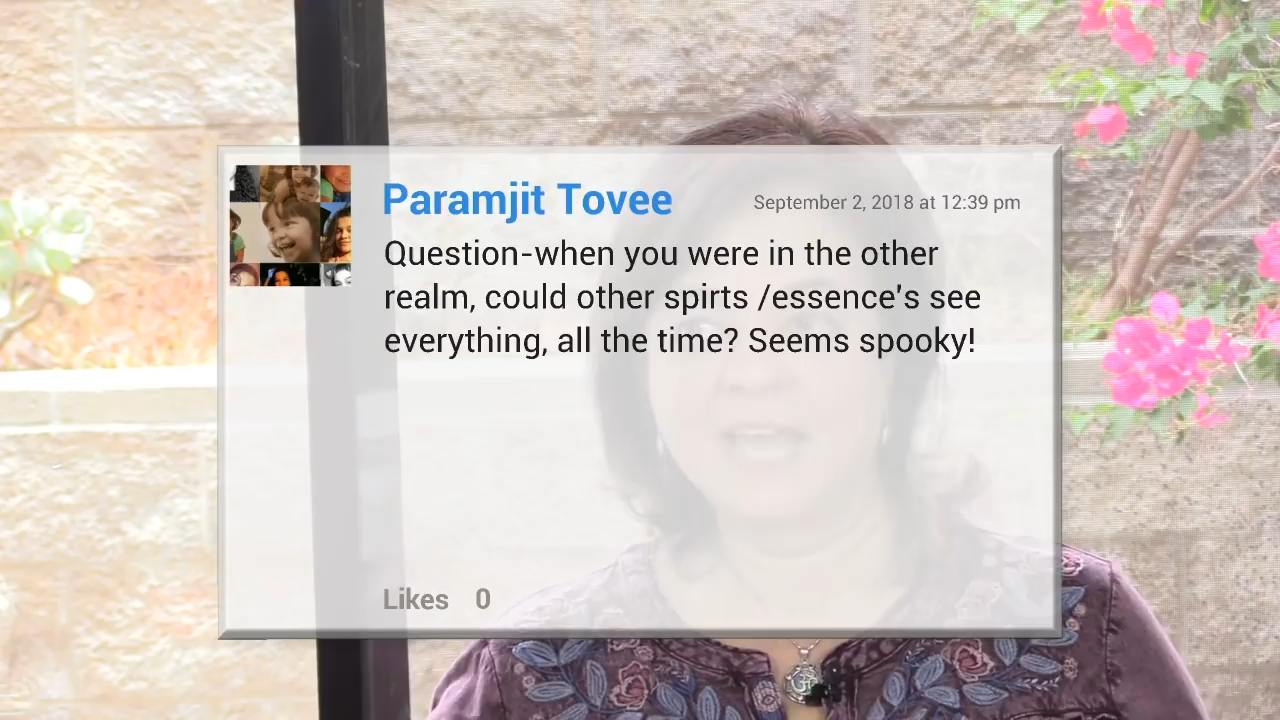 Paramjit Tovee
September 2, 2018 at 12:39 pm
Question-when you were in the other
realm, could other spirts /essence's see
everything, all the time? Seems spooky!
Likes 0